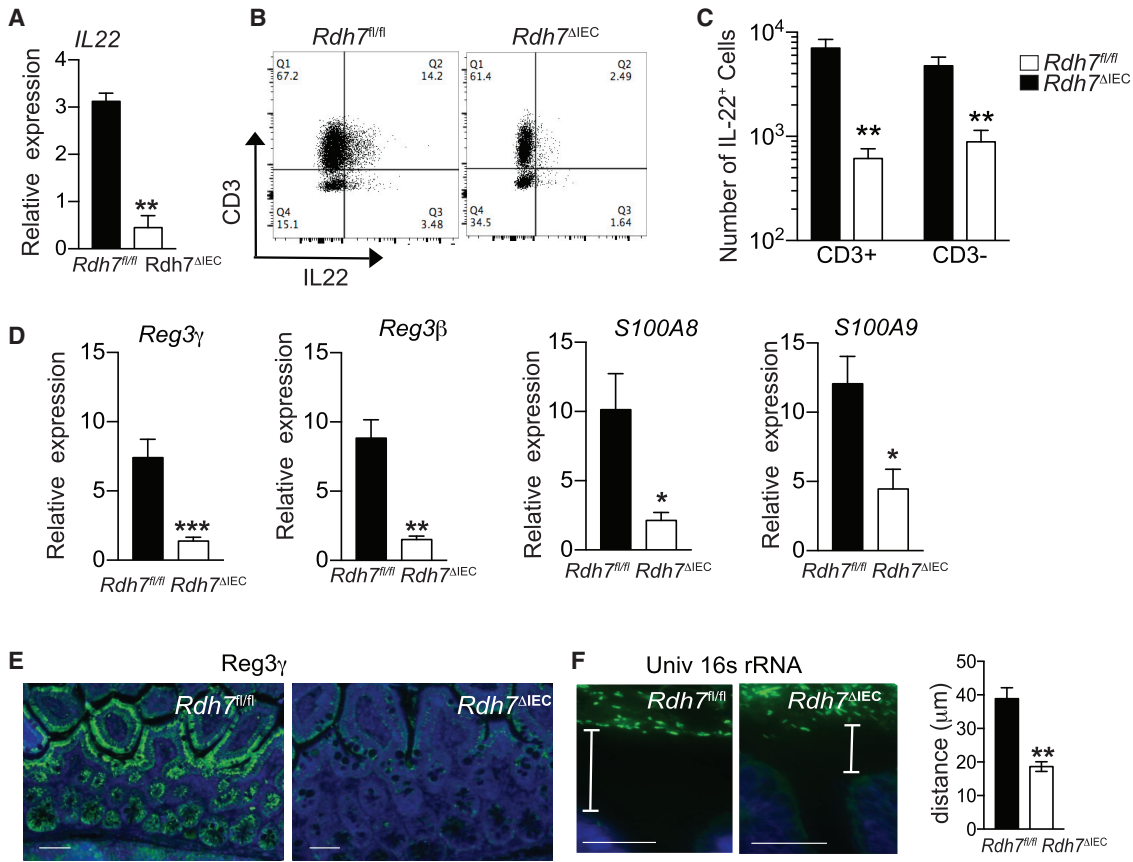 A
IL22
Relative expression
4
3
2
1
0
**
Rdh7fl/fl Rdh7ΔIEC
B
Rdh7fl/fl
Rdh7ΔIEC
Q1
67.2
Q2
14.2
Q4
15.1
Q3
3.48
Q1
61.4
Q2
2.49
Q4
34.5
Q3
1.64
CD3
IL22
C
Number of IL-22+ Cells
10⁴
10³
10²
**
**
CD3+
CD3-
Rdh7fl/fl
Rdh7ΔIEC
D
Reg3γ
Relative expression
15
10
5
0
***
Rdh7fl/fl Rdh7ΔIEC
Reg3β
Relative expression
15
10
5
0
**
Rdh7fl/fl Rdh7ΔIEC
S100A8
Relative expression
15
10
5
0
*
Rdh7fl/fl Rdh7ΔIEC
S100A9
Relative expression
15
10
5
0
*
Rdh7fl/fl Rdh7ΔIEC
E
Reg3γ
Rdh7fl/fl
Rdh7ΔIEC
F
Univ 16s rRNA
Rdh7fl/fl
Rdh7ΔIEC
distance (μm)
50
40
30
20
10
0
**
Rdh7fl/fl Rdh7ΔIEC